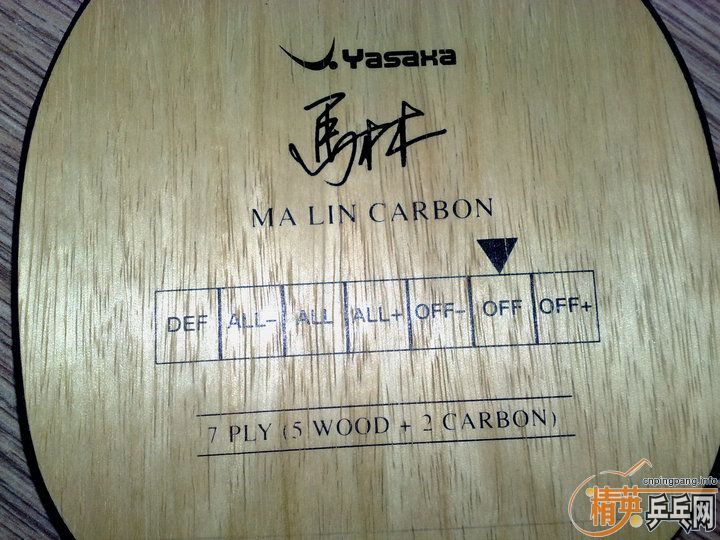 Yasaka
馬林
MA LIN CARBON
DEF ALL- ALL ALL+ OFF- OFF OFF+
7 PLY (5 WOOD + 2 CARBON)
cnpingpang.info
精英乒乓网